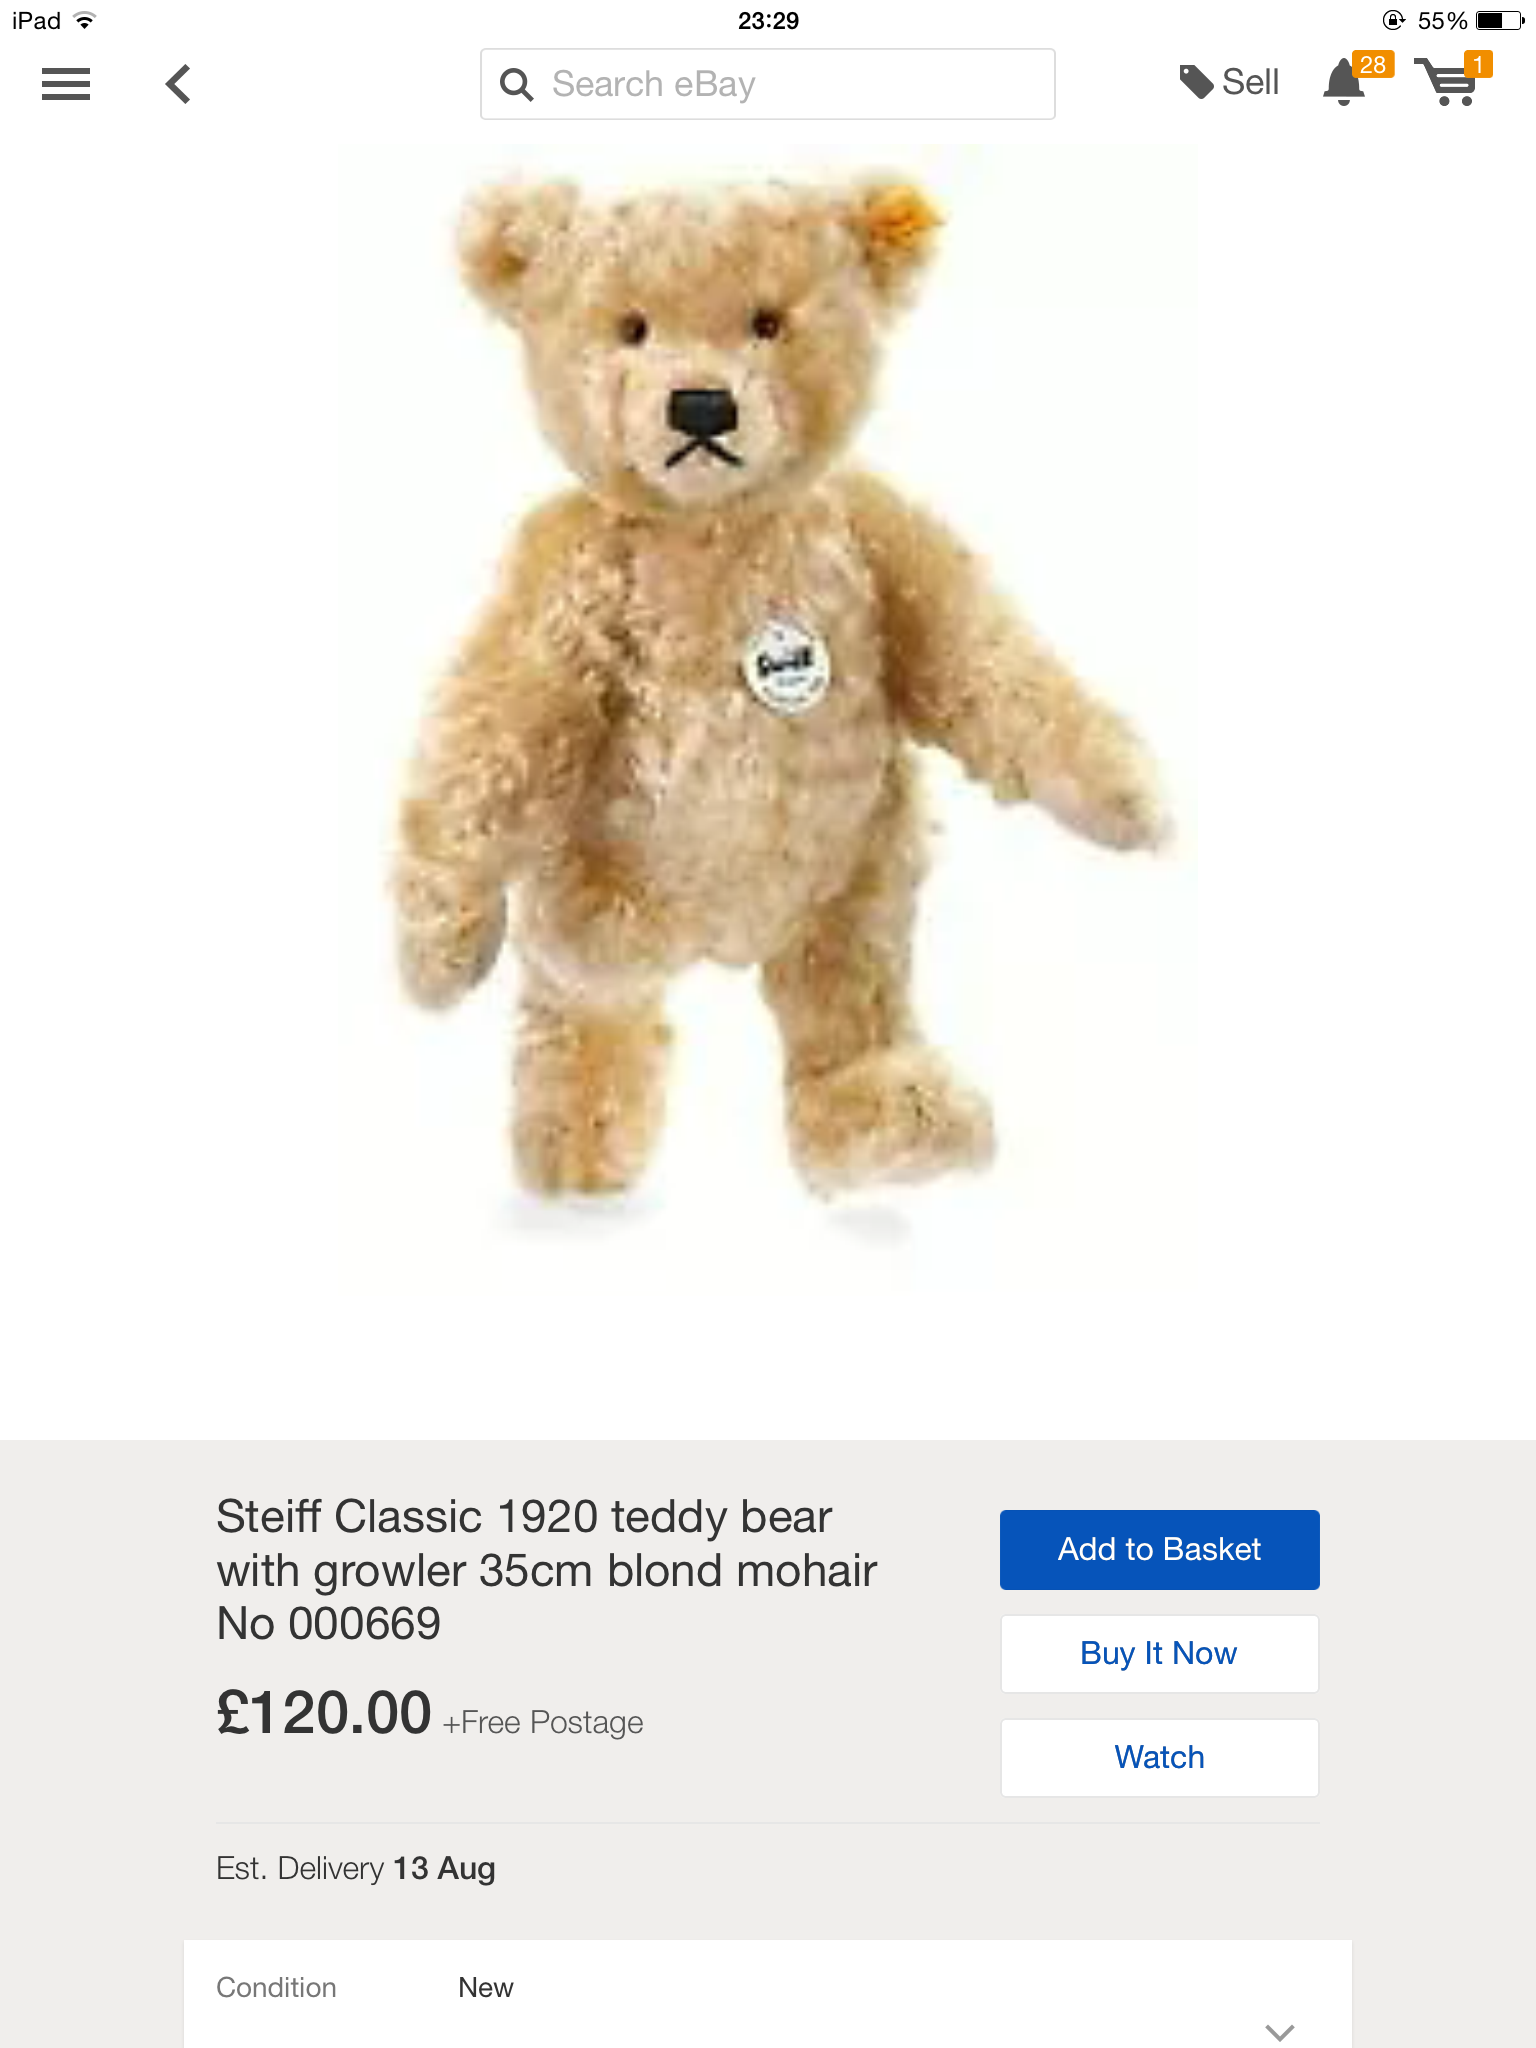 iPad 23:29 55%
Search eBay Sell 28 1
Steiff
Steiff Classic 1920 teddy bear
with growler 35cm blond mohair
No 000669
£120.00 +Free Postage
Add to Basket
Buy It Now
Watch
Est. Delivery 13 Aug
Condition New